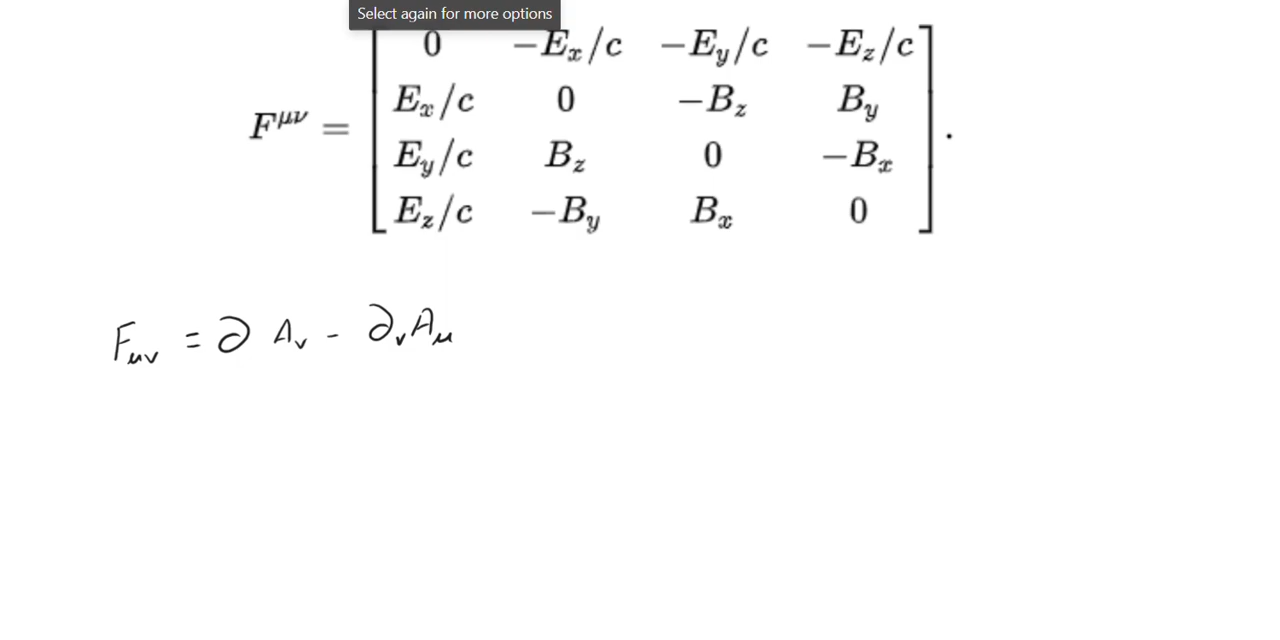 Select again for more options
0 −E_x/c −E_y/c −E_z/c
E_x/c 0 −B_z B_y
F^{μν} = E_y/c B_z 0 −B_x .
E_z/c −B_y B_x 0
F_{μν} = ∂ A_ν − ∂_ν A_μ